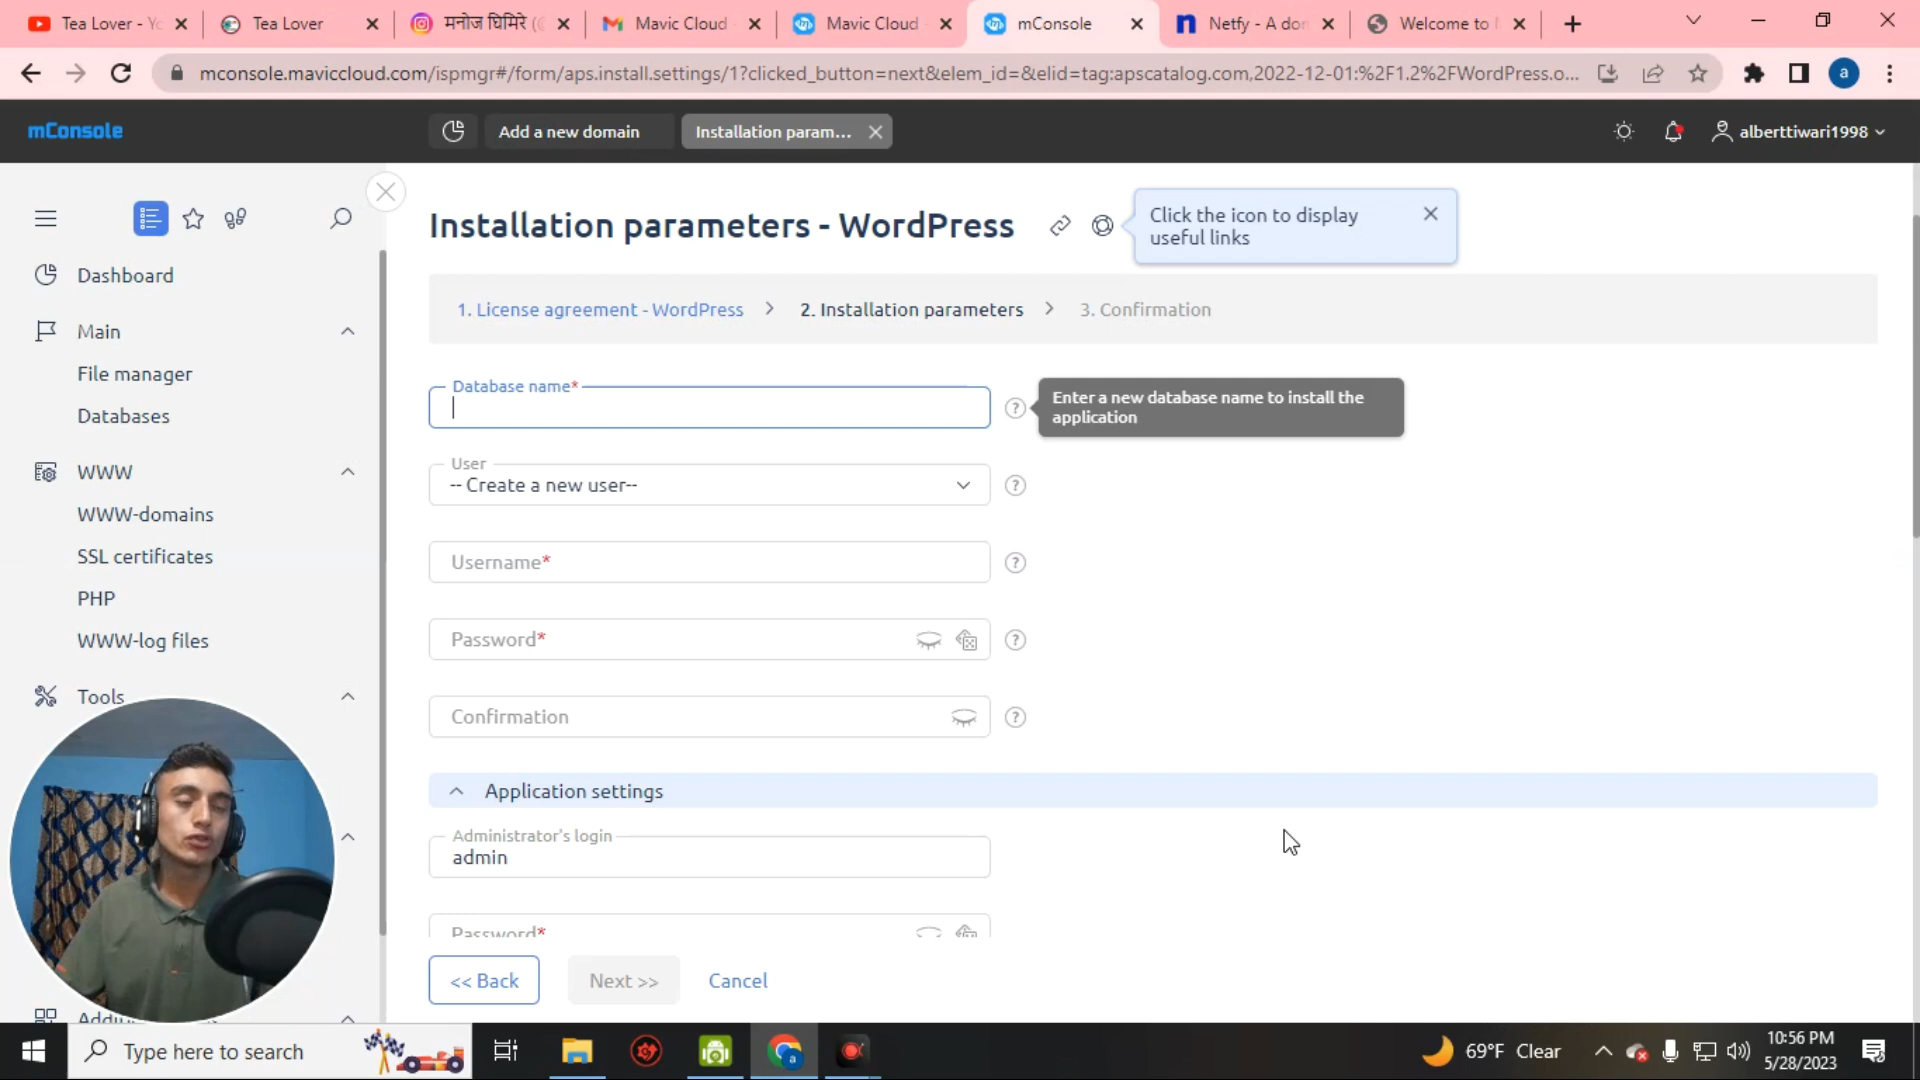 Tea Lover - Yo
Tea Lover
मनोज घिमिरे (@
Mavic Cloud
Mavic Cloud
mConsole
Netfy - A don
Welcome to
mconsole.maviccloud.com/ispmgr#/form/aps.install.settings/1?clicked_button=next&elem_id=&elid=tag:apscatalog.com,2022-12-01:%2F1.2%2FWordPress.o...
a
mConsole
Add a new domain
Installation param...
alberttiwari1998
Dashboard
Main
File manager
Databases
WWW
WWW-domains
SSL certificates
PHP
WWW-log files
Tools
Installation parameters - WordPress
Click the icon to display
useful links
1. License agreement - WordPress
2. Installation parameters
3. Confirmation
Database name*
Enter a new database name to install the
application
User
-- Create a new user--
Username*
Password*
Confirmation
Application settings
Administrator's login
admin
Password*
<< Back
Next >>
Cancel
Type here to search
69°F Clear
10:56 PM
5/28/2023